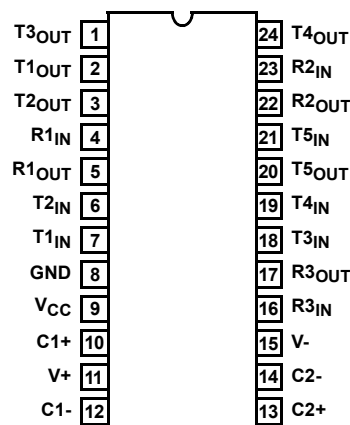 T3OUT 1 24 T4OUT
T1OUT 2 23 R2IN
T2OUT 3 22 R2OUT
R1IN 4 21 T5IN
R1OUT 5 20 T5OUT
T2IN 6 19 T4IN
T1IN 7 18 T3IN
GND 8 17 R3OUT
VCC 9 16 R3IN
C1+ 10 15 V-
V+ 11 14 C2-
C1- 12 13 C2+